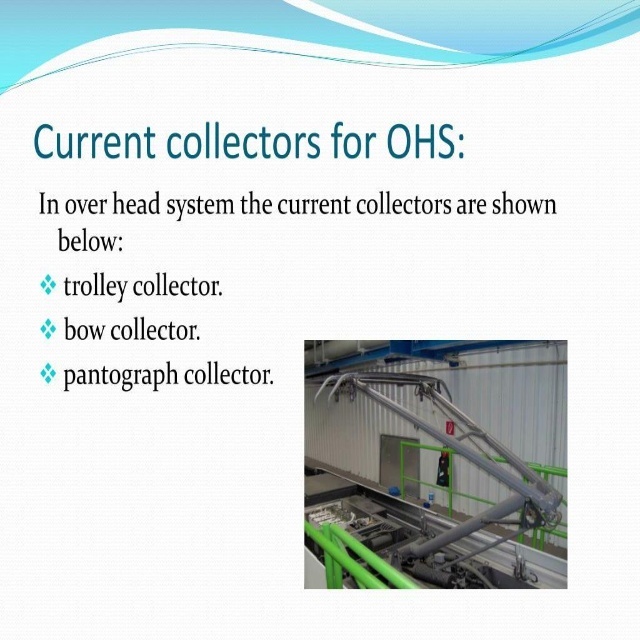 Current collectors for OHS:
In over head system the current collectors are shown
below:
❖ trolley collector.
❖ bow collector.
❖ pantograph collector.